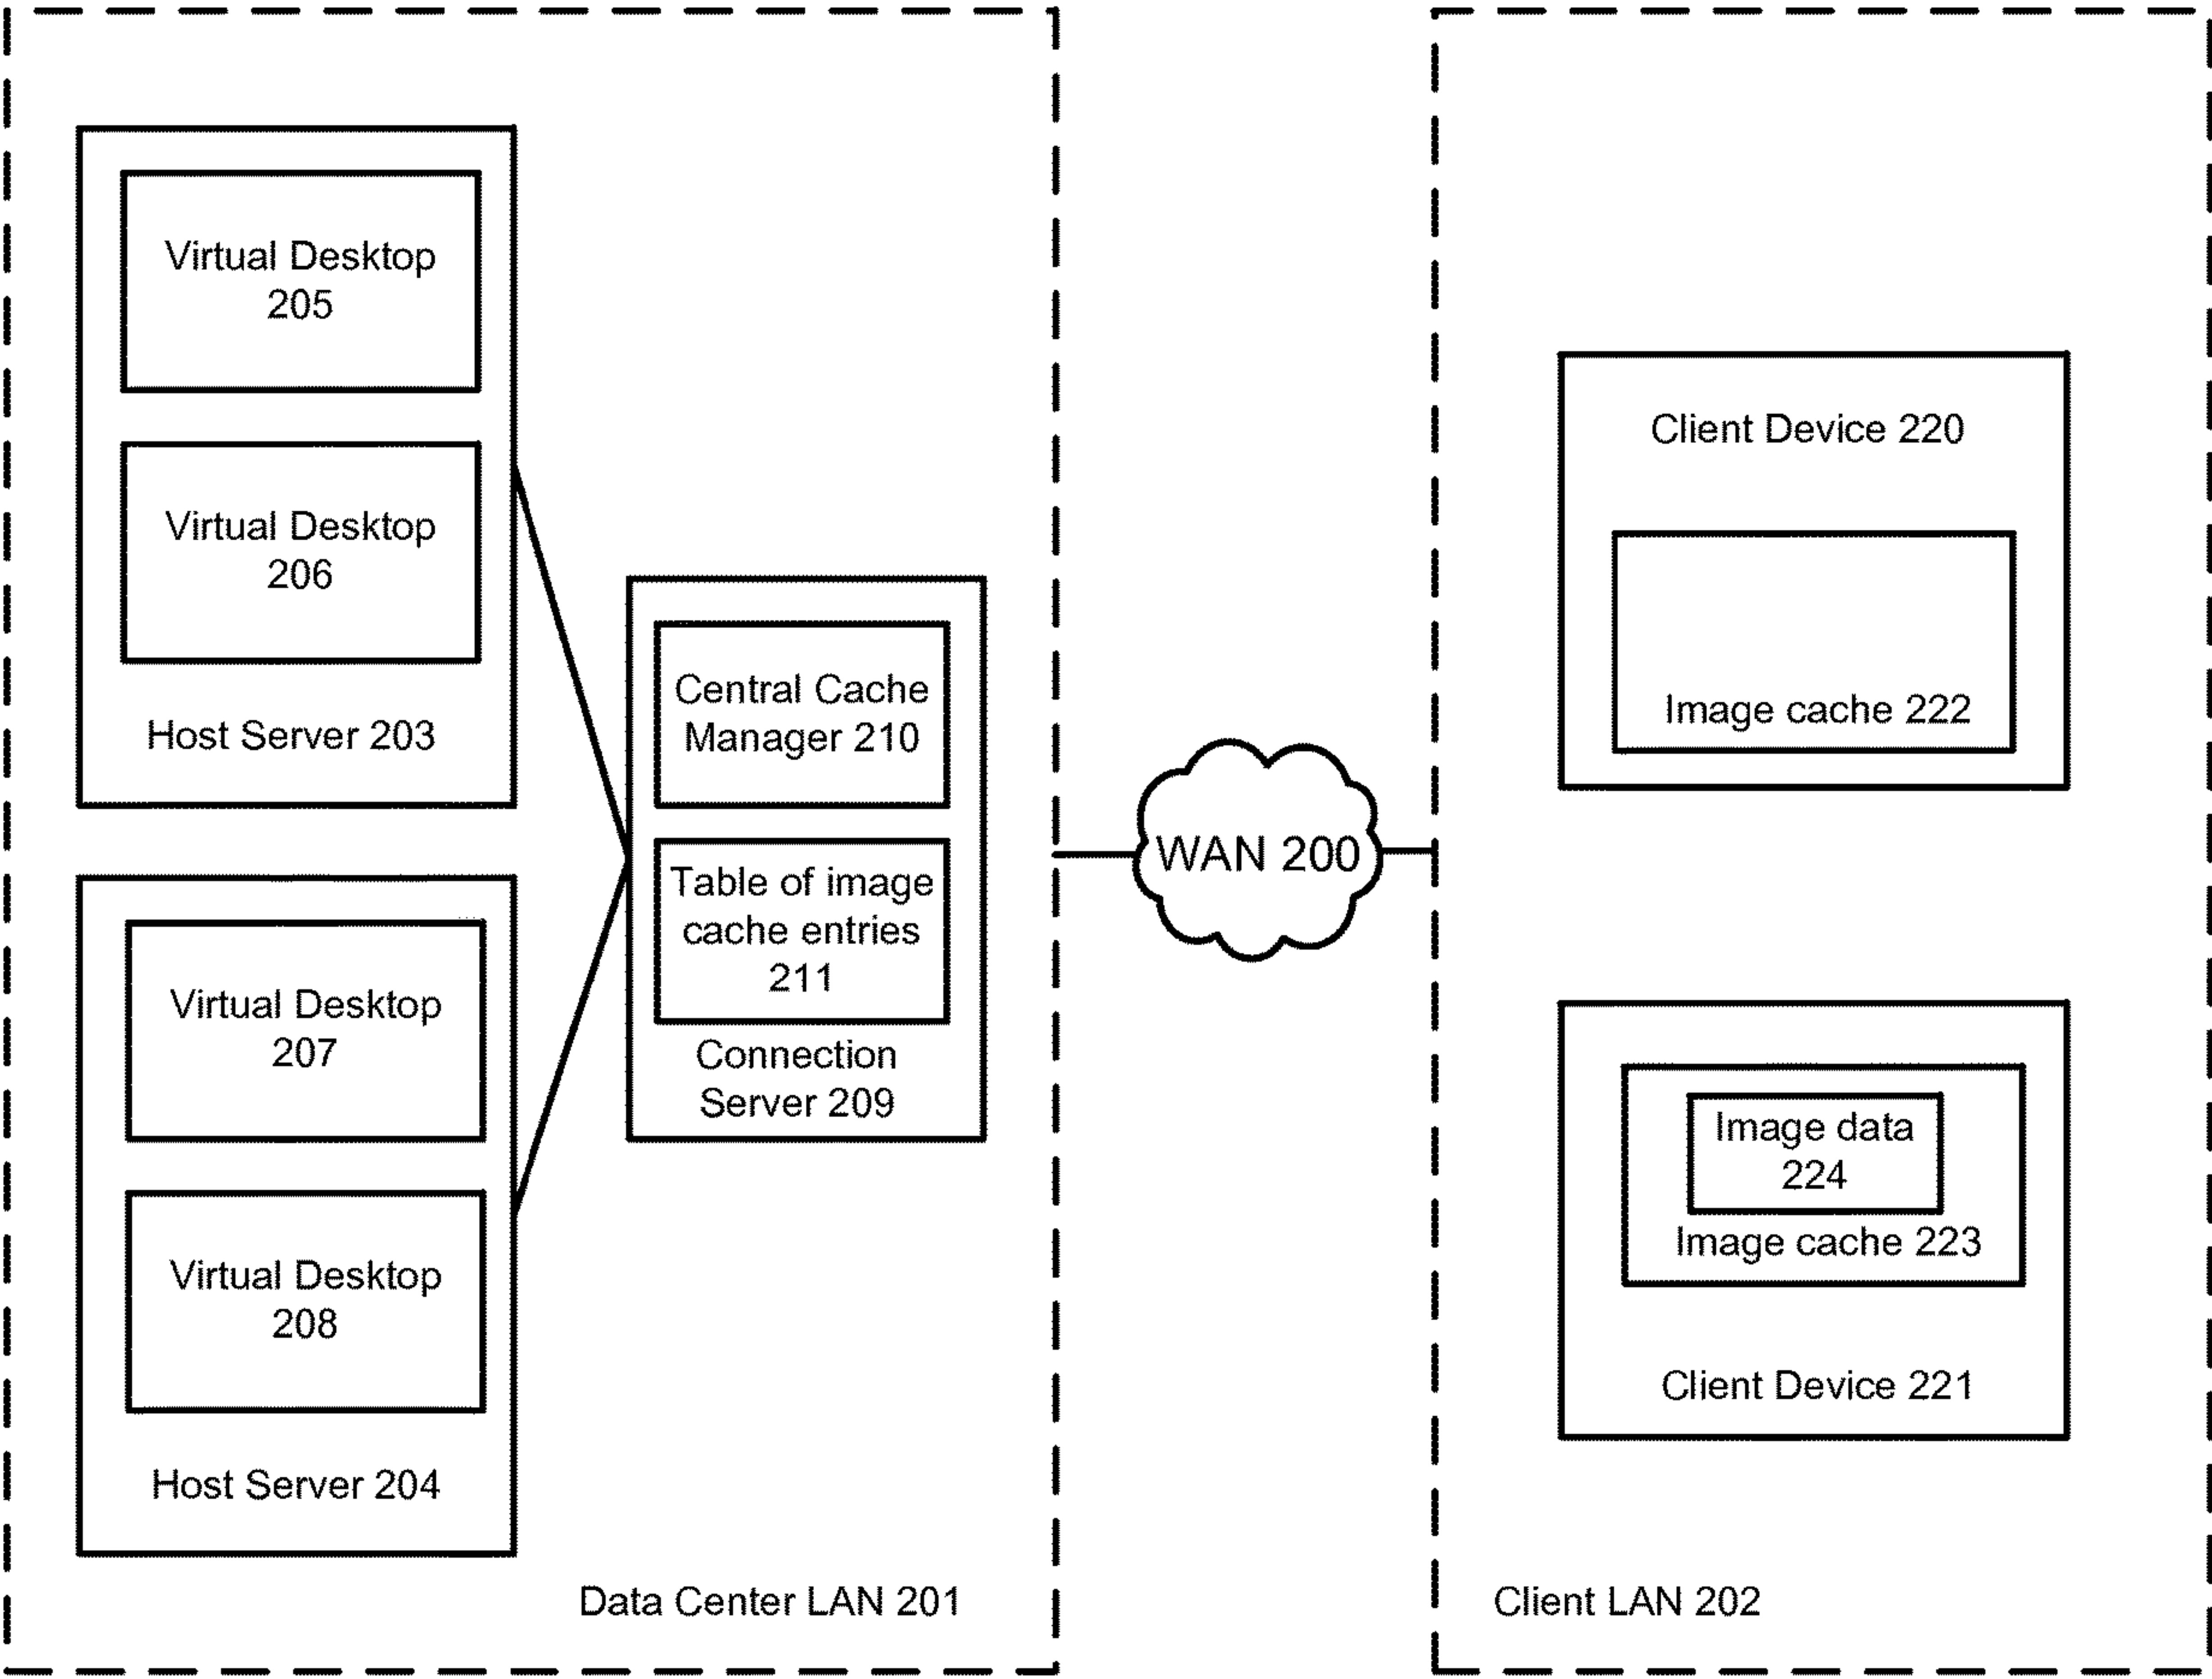 Virtual Desktop
205
Virtual Desktop
206
Host Server 203
Virtual Desktop
207
Virtual Desktop
208
Host Server 204
Central Cache
Manager 210
Table of image
cache entries
211
Connection
Server 209
Data Center LAN 201
WAN 200
Client Device 220
Image cache 222
Image data
224
Image cache 223
Client Device 221
Client LAN 202